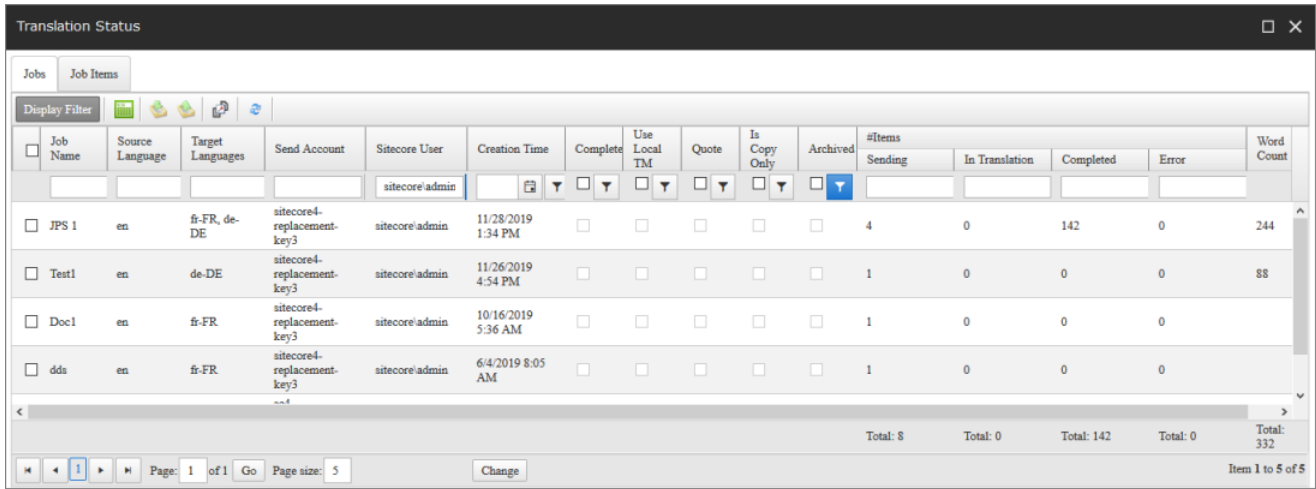 Translation Status
Jobs Job Items
Display Filter
Job Name Source Language Target Languages Send Account Sitecore User Creation Time Complete Use Local TM Quote Is Copy Only Archived #Items Word Count
Sending In Translation Completed Error
sitecore\admin
JPS 1 en fr-FR, de-DE sitecore4-replacement-key3 sitecore\admin 11/28/2019 1:34 PM 4 0 142 0 244
Test1 en de-DE sitecore4-replacement-key3 sitecore\admin 11/26/2019 4:54 PM 1 0 0 0 88
Doc1 en fr-FR sitecore4-replacement-key3 sitecore\admin 10/16/2019 5:36 AM 1 0 0 0
dds en fr-FR sitecore4-replacement-key3 sitecore\admin 6/4/2019 8:05 AM 1 0 0 0
Total: 8 Total: 0 Total: 142 Total: 0 Total: 332
1 Page: 1 of 1 Go Page size: 5 Change Item 1 to 5 of 5